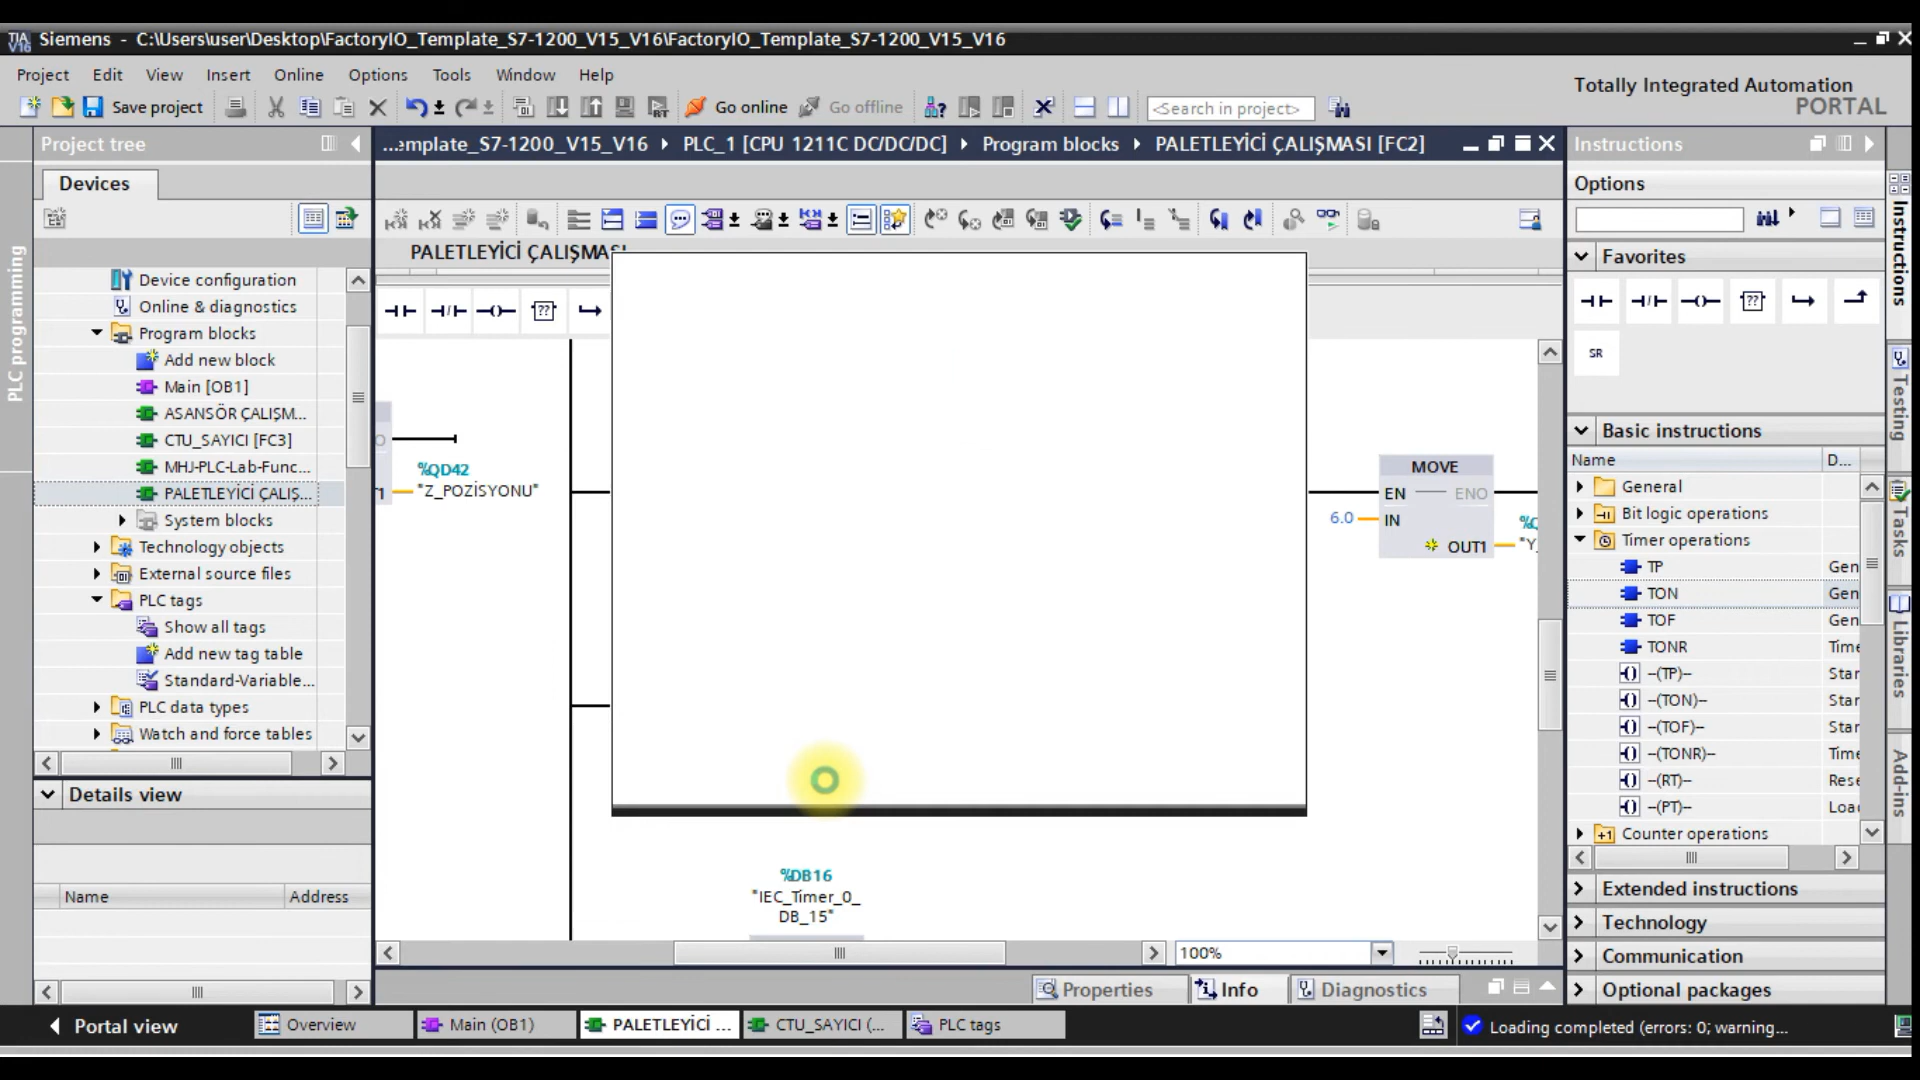 Siemens - C:\Users\user\Desktop\FactoryIO_Template_S7-1200_V15_V16\FactoryIO_Template_S7-1200_V15_V16
Project Edit View Insert Online Options Tools Window Help
Totally Integrated Automation
PORTAL
Save project
Go online
Go offline
<Search in project>
Project tree
...emplate_S7-1200_V15_V16 PLC_1 [CPU 1211C DC/DC/DC] Program blocks PALETLEYİCİ ÇALIŞMASI [FC2]
Instructions
Devices
Options
PLC programming
PALETLEYİCİ ÇALIŞMASI
Device configuration
Online & diagnostics
Program blocks
Add new block
Main [OB1]
ASANSÖR ÇALIŞM...
CTU_SAYICI [FC3]
MHJ-PLC-Lab-Func...
PALETLEYİCİ ÇALIŞ...
System blocks
Technology objects
External source files
PLC tags
Show all tags
Add new tag table
Standard-Variable...
PLC data types
Watch and force tables
Details view
Name Address
%QD42
"Z_POZİSYONU"
MOVE
EN ENO
6.0 IN
OUT1
%DB16
"IEC_Timer_0_
DB_15"
100%
Favorites
SR
Basic instructions
Name D...
General
Bit logic operations
Timer operations
TP Gen
TON Gen
TOF Gen
TONR Time
-(TP)- Star
-(TON)- Star
-(TOF)- Star
-(TONR)- Time
-(RT)- Rese
-(PT)- Loa
Counter operations
Extended instructions
Technology
Communication
Optional packages
Instructions
Testing
Tasks
Libraries
Add-ins
Properties
Info
Diagnostics
Portal view
Overview
Main (OB1)
PALETLEYİCİ ...
CTU_SAYICI (...
PLC tags
Loading completed (errors: 0; warning...